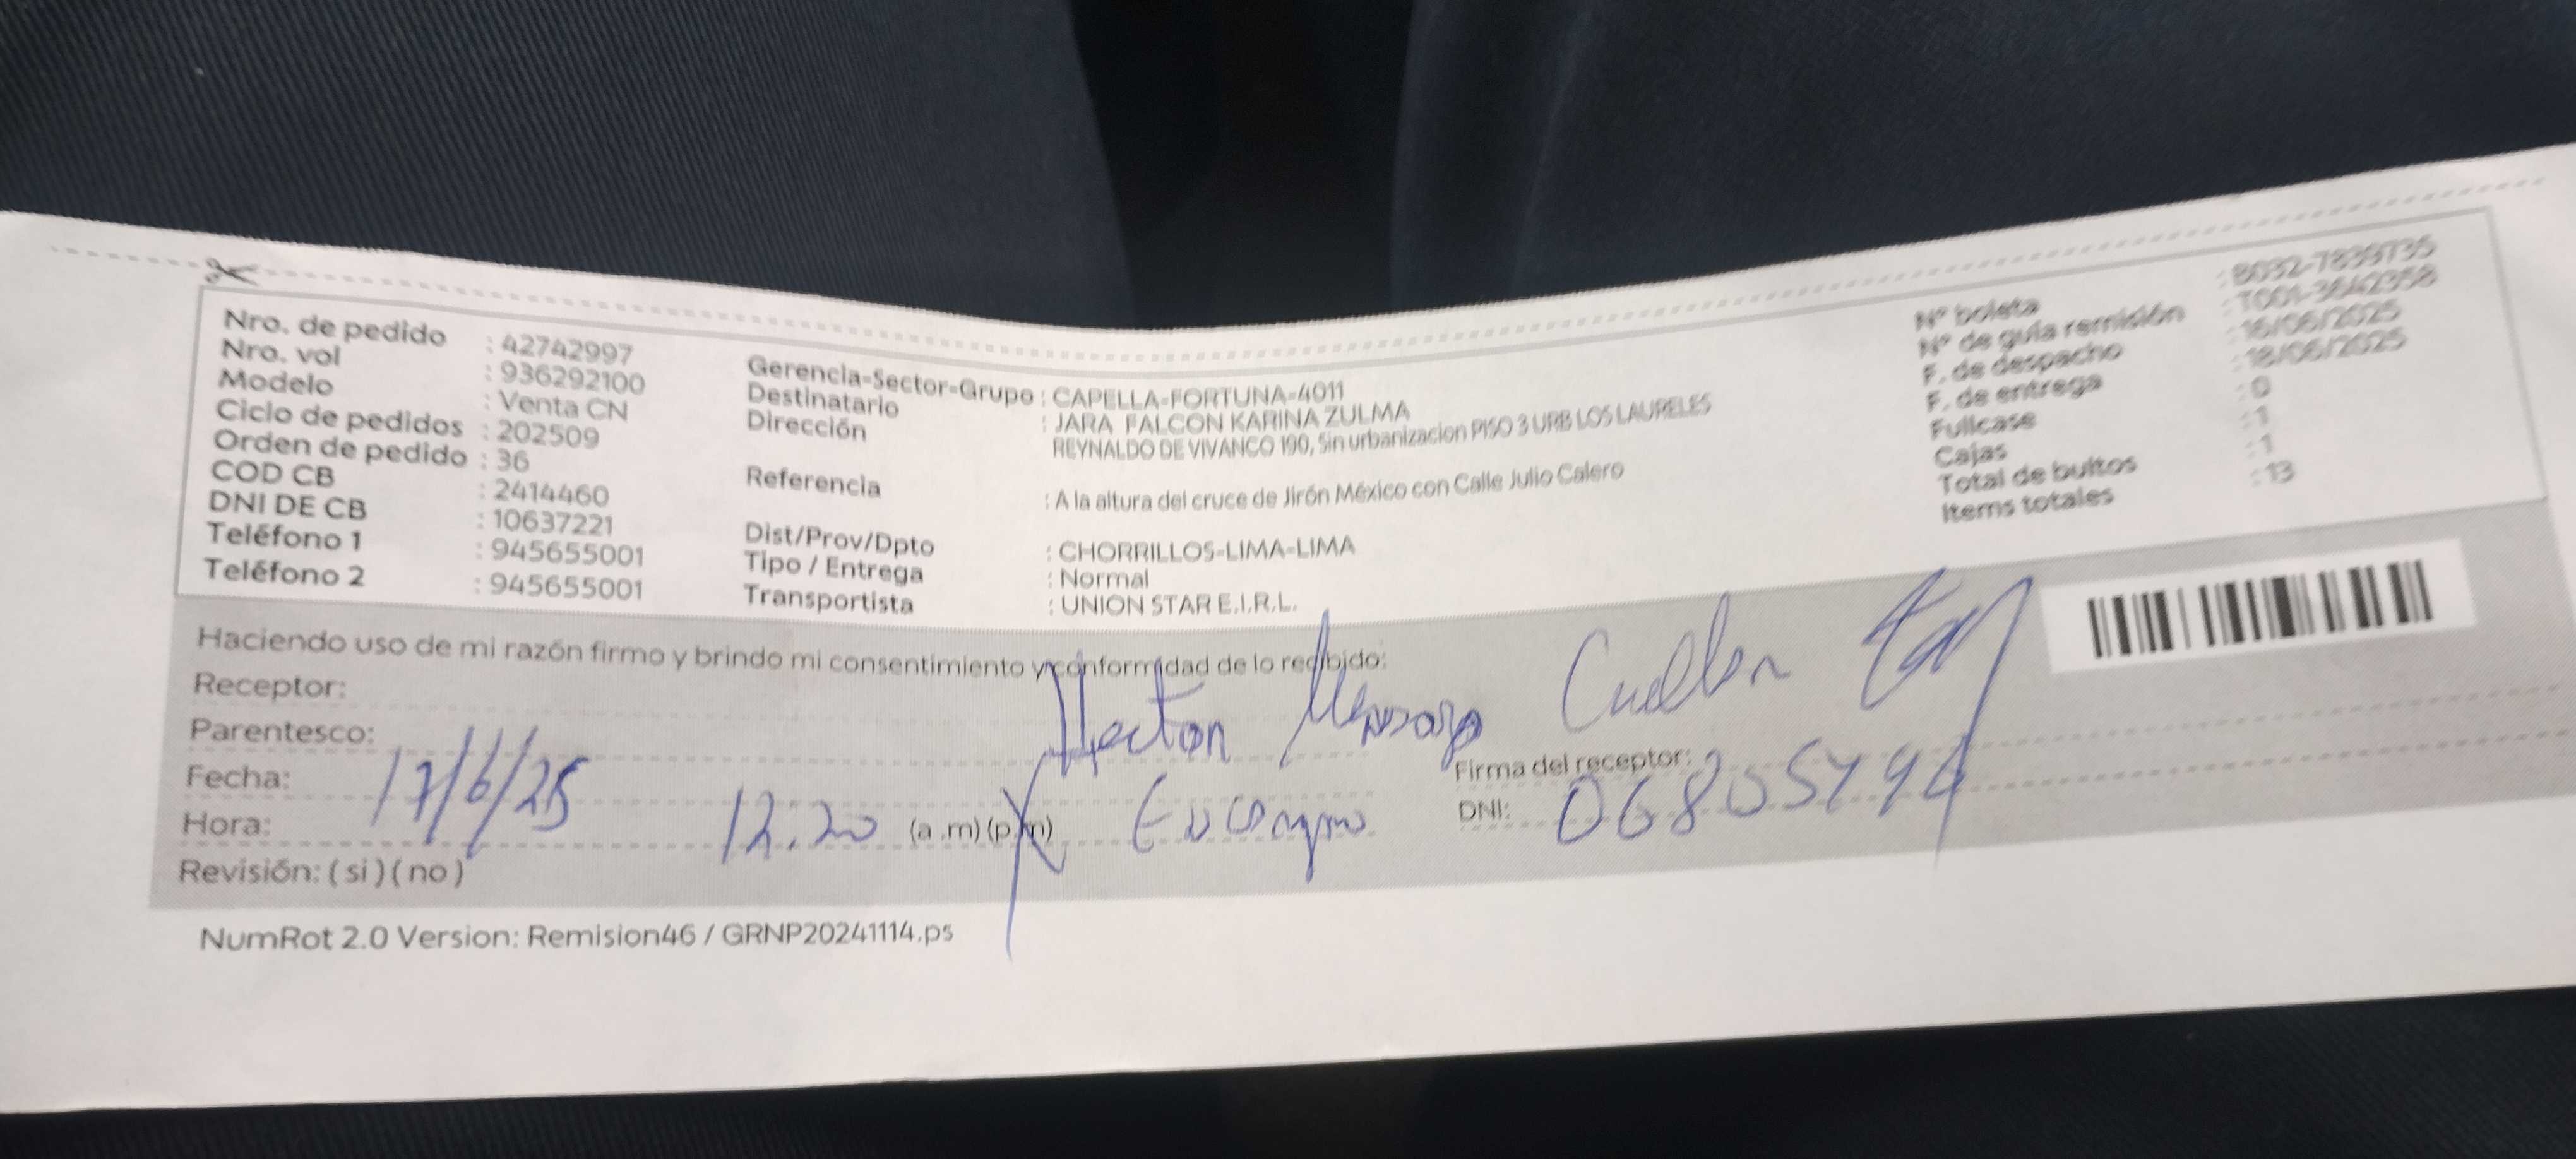 Nro. de pedido : 42742997
Nro. vol : 936292100
Modelo : Venta CN
Ciclo de pedidos : 202509
Orden de pedido : 36
COD CB : 2414460
DNI DE CB : 10637221
Teléfono 1 : 945655001
Teléfono 2 : 945655001
Gerencia-Sector-Grupo : CAPELLA-FORTUNA-4011
Destinatario : JARA FALCON KARINA ZULMA
Dirección : REYNALDO DE VIVANCO 190, Sin urbanizacion PISO 3 URB LOS LAURELES
Referencia : A la altura del cruce de Jirón México con Calle Julio Calero
Dist/Prov/Dpto : CHORRILLOS-LIMA-LIMA
Tipo / Entrega : Normal
Transportista : UNION STAR E.I.R.L.
Nº boleta : B032-7839735
Nº de guía remisión : T001-3642358
F. de despacho : 16/06/2025
F. de entrega : 18/06/2025
Fullcase : 0
Cajas : 1
Total de bultos : 1
Items totales : 13
Haciendo uso de mi razón firmo y brindo mi consentimiento y conformidad de lo recibido:
Receptor: Hector Cuellar
Parentesco:
Fecha: 17/6/25
Firma del receptor:
Hora: 12.20 (a .m) (p.m)
DNI:
Revisión: ( si ) ( no )
NumRot 2.0 Version: Remision46 / GRNP20241114.ps